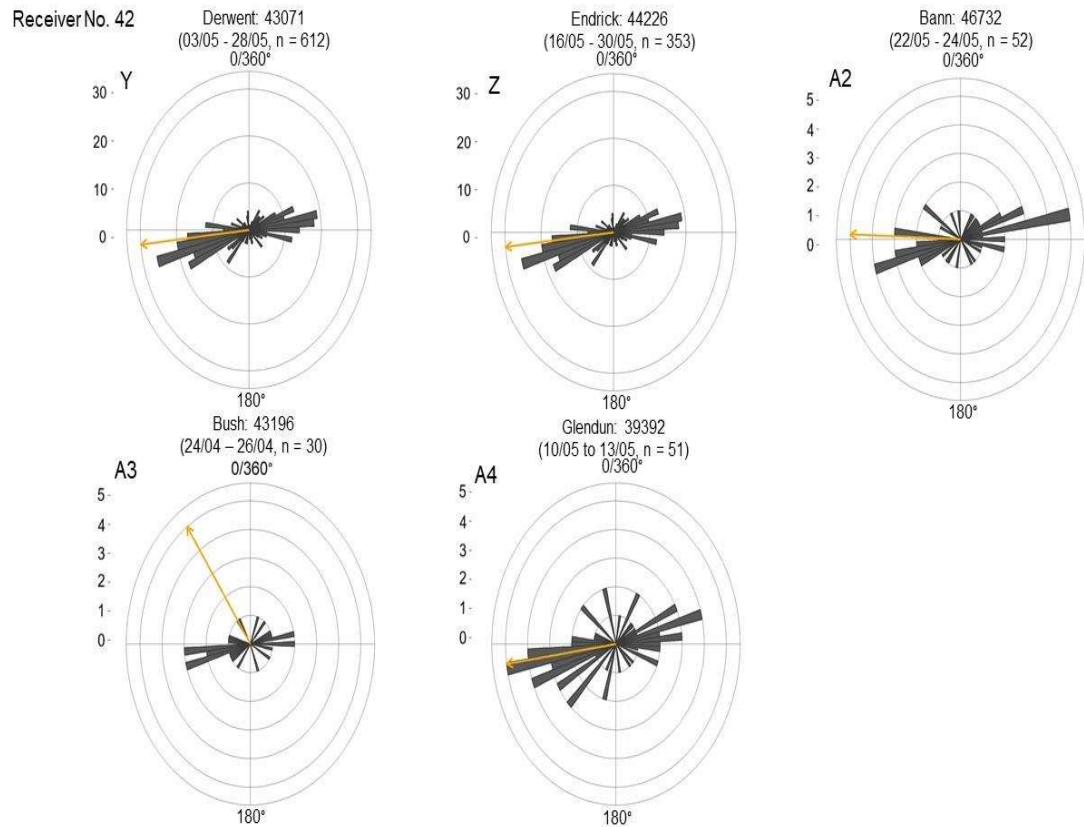 Receiver No. 42
Derwent: 43071
(03/05 - 28/05, n = 612)
0/360°
Y
30
20
10
0
180°
Endrick: 44226
(16/05 - 30/05, n = 353)
0/360°
Z
30
20
10
0
180°
Bann: 46732
(22/05 - 24/05, n = 52)
0/360°
A2
5
4
3
2
1
0
180°
Bush: 43196
(24/04 – 26/04, n = 30)
0/360°
A3
5
4
3
2
1
0
180°
Glendun: 39392
(10/05 to 13/05, n = 51)
0/360°
A4
5
4
3
2
1
0
180°